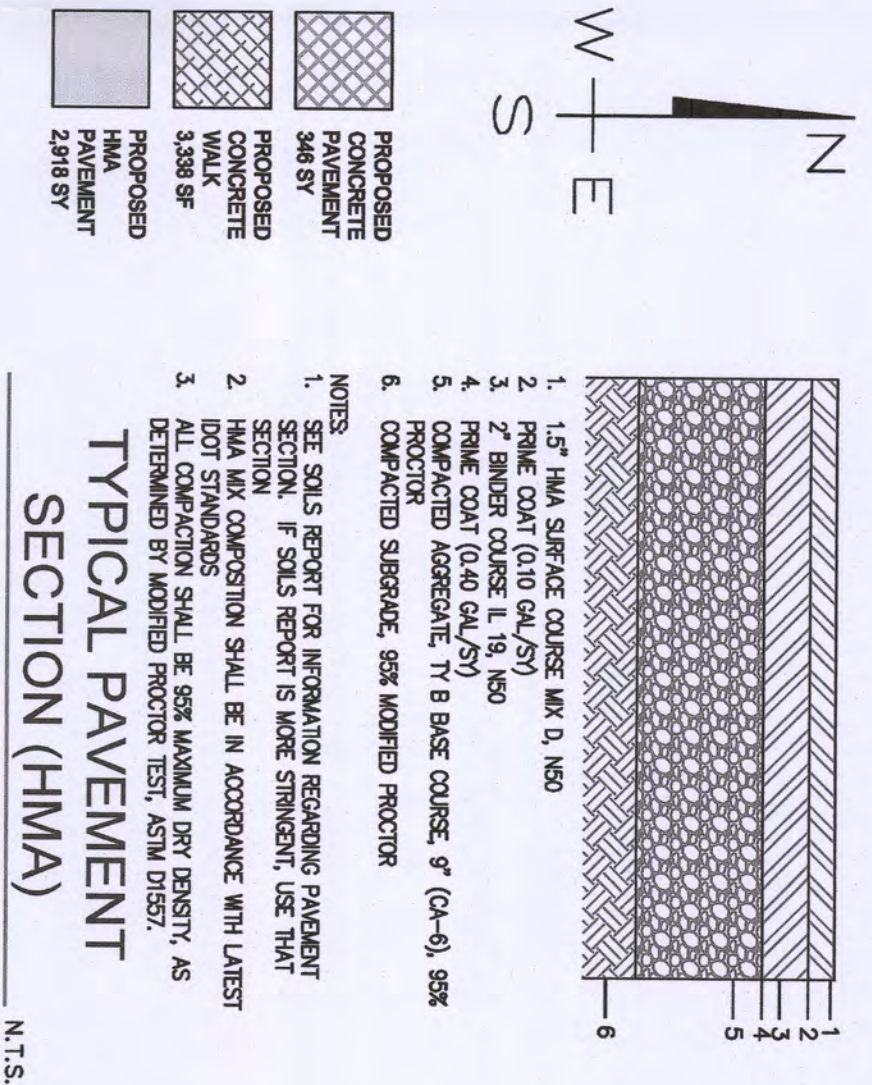 N
W
E
S
PROPOSED
CONCRETE
PAVEMENT
346 SY
PROPOSED
CONCRETE
WALK
3,338 SF
PROPOSED
HMA
PAVEMENT
2,918 SY
1
2
3
4
5
6
1. 1.5" HMA SURFACE COURSE MIX D, N50
2. PRIME COAT (0.10 GAL/SY)
3. 2" BINDER COURSE IL 19, N50
4. PRIME COAT (0.40 GAL/SY)
5. COMPACTED AGGREGATE, TY B BASE COURSE, 9" (CA-6), 95%
PROCTOR
6. COMPACTED SUBGRADE, 95% MODIFIED PROCTOR
NOTES:
1. SEE SOILS REPORT FOR INFORMATION REGARDING PAVEMENT
SECTION. IF SOILS REPORT IS MORE STRINGENT, USE THAT
SECTION
2. HMA MIX COMPOSITION SHALL BE IN ACCORDANCE WITH LATEST
IDOT STANDARDS
3. ALL COMPACTION SHALL BE 95% MAXIMUM DRY DENSITY, AS
DETERMINED BY MODIFIED PROCTOR TEST, ASTM D1557.
TYPICAL PAVEMENT
SECTION (HMA)
N.T.S.